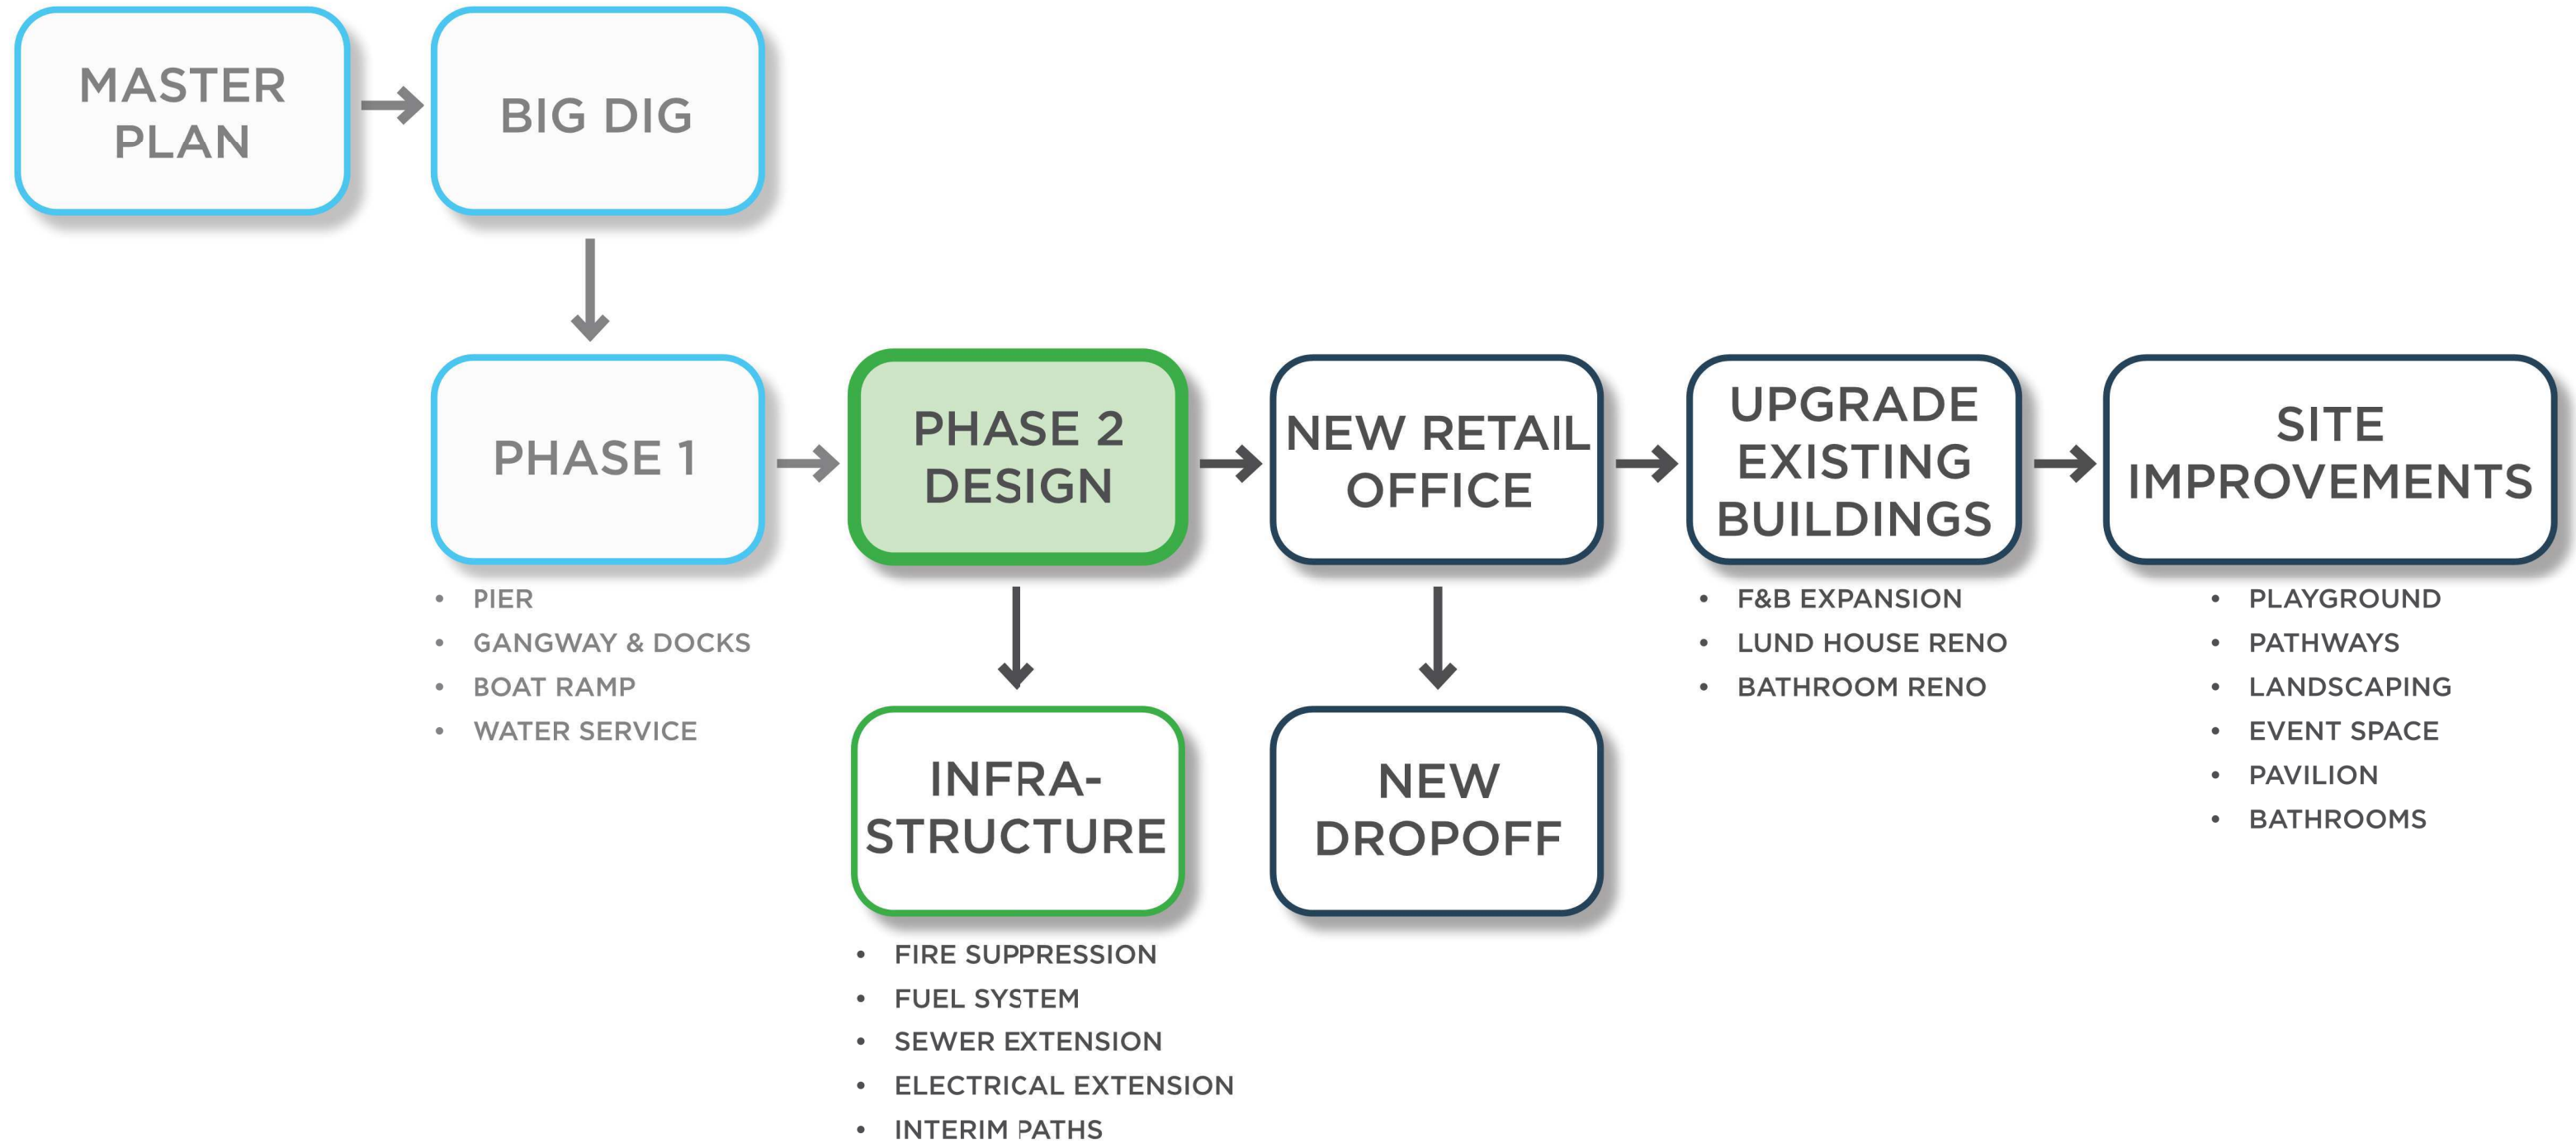 MASTER
PLAN
BIG DIG
PHASE 1
• PIER
• GANGWAY & DOCKS
• BOAT RAMP
• WATER SERVICE
PHASE 2
DESIGN
INFRA-
STRUCTURE
• FIRE SUPPRESSION
• FUEL SYSTEM
• SEWER EXTENSION
• ELECTRICAL EXTENSION
• INTERIM PATHS
NEW RETAIL
OFFICE
NEW
DROPOFF
UPGRADE
EXISTING
BUILDINGS
• F&B EXPANSION
• LUND HOUSE RENO
• BATHROOM RENO
SITE
IMPROVEMENTS
• PLAYGROUND
• PATHWAYS
• LANDSCAPING
• EVENT SPACE
• PAVILION
• BATHROOMS